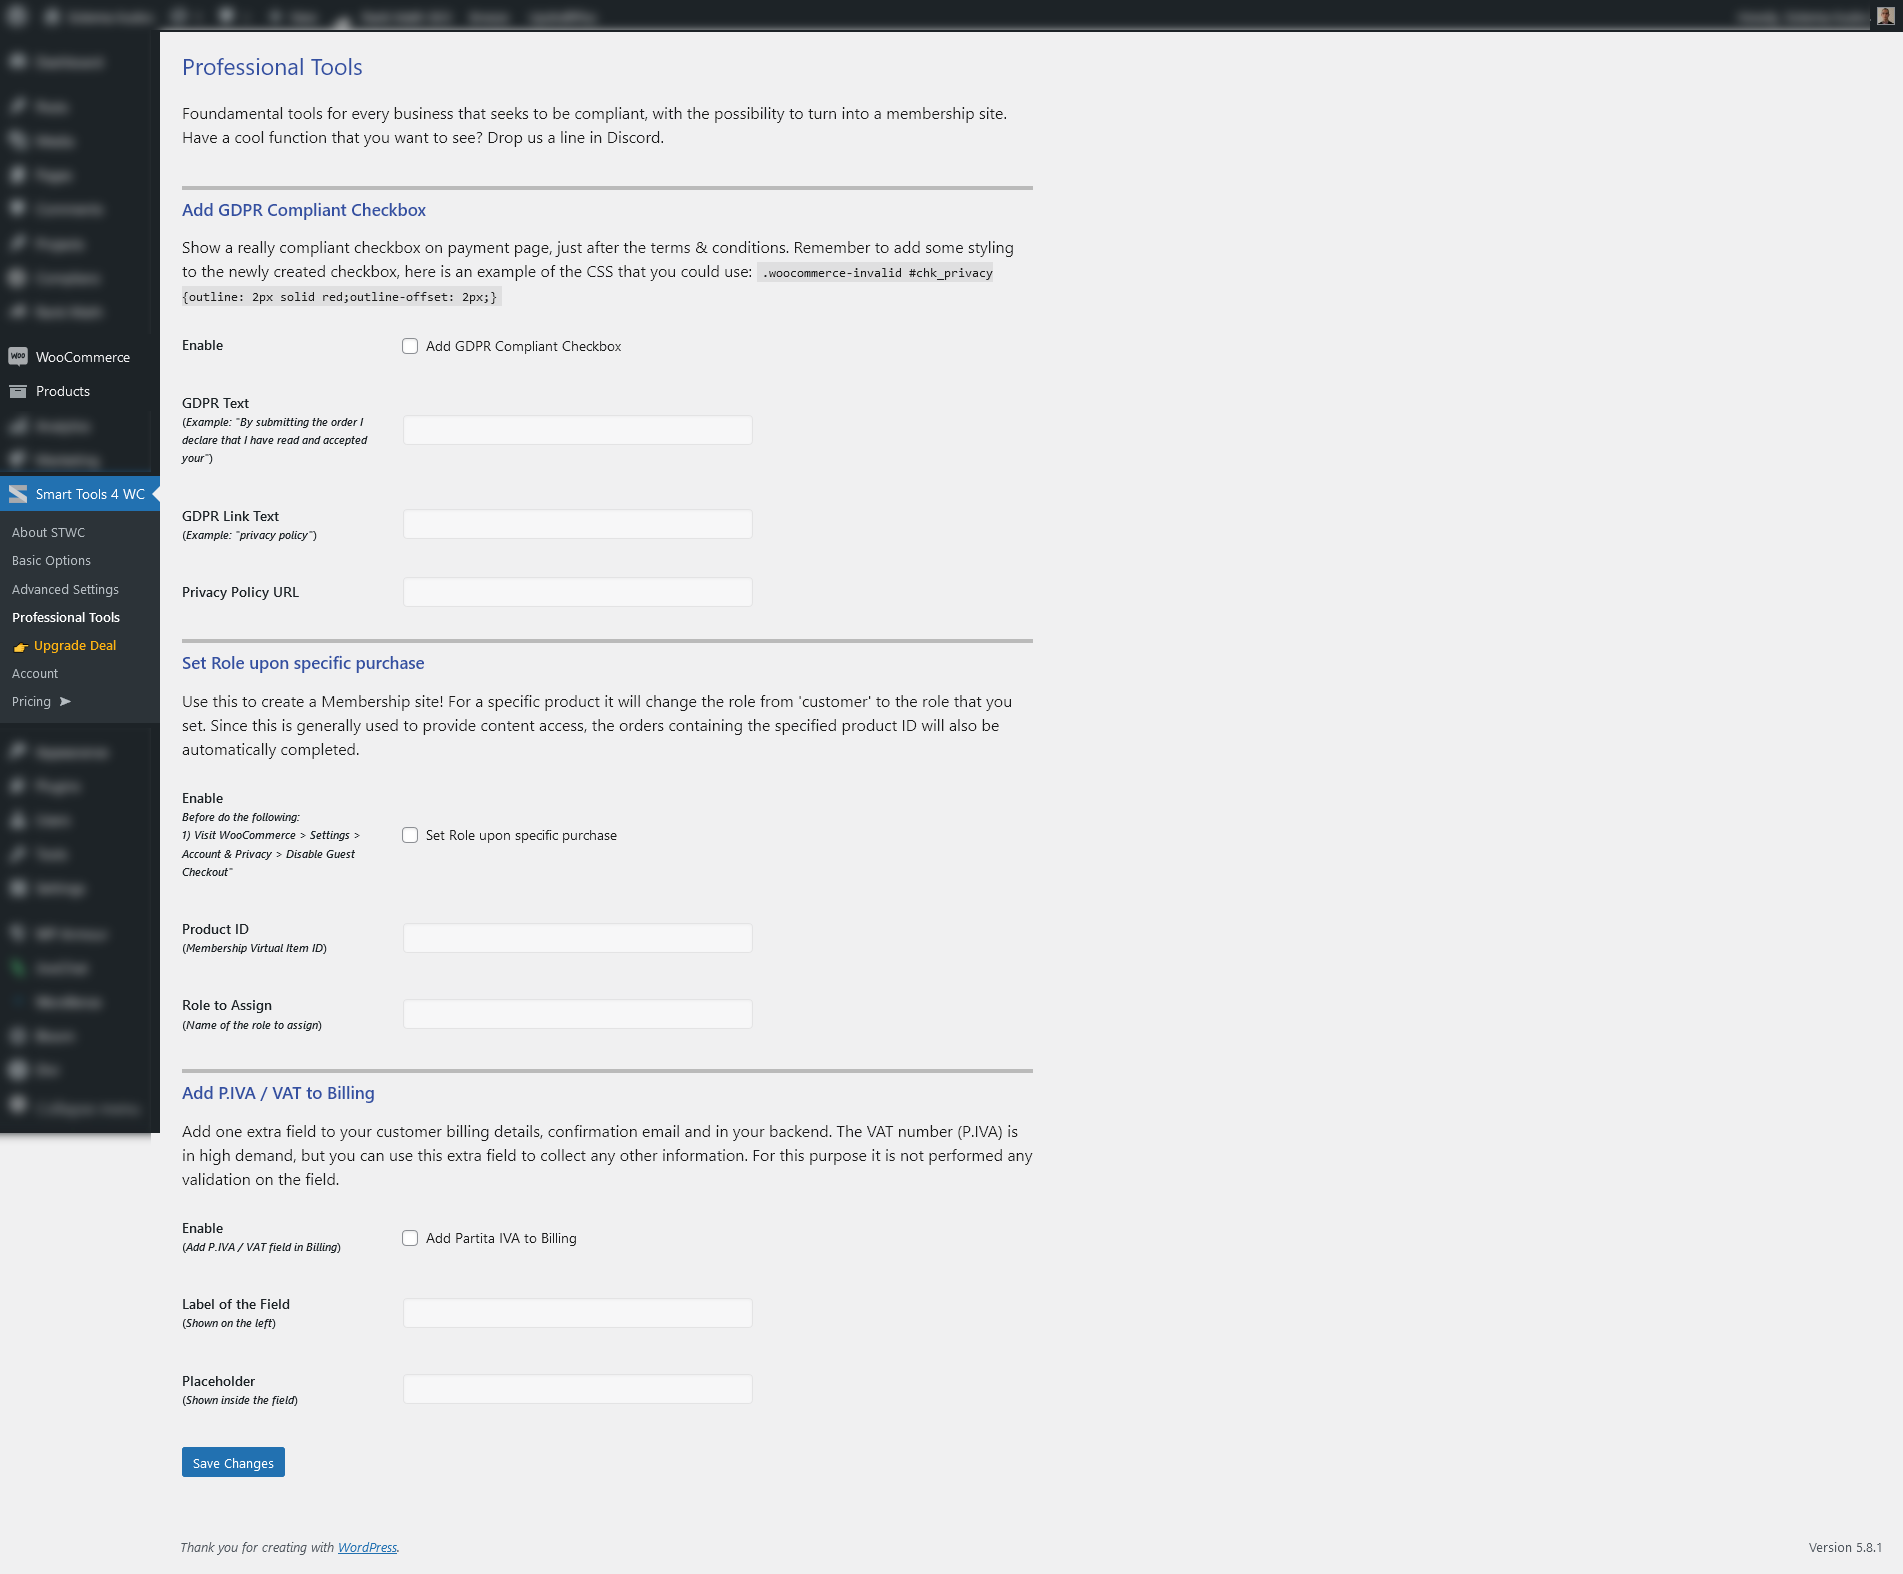 Professional Tools
Foundamental tools for every business that seeks to be compliant, with the possibility to turn into a membership site.
Have a cool function that you want to see? Drop us a line in Discord.
Add GDPR Compliant Checkbox
Show a really compliant checkbox on payment page, just after the terms & conditions. Remember to add some styling
to the newly created checkbox, here is an example of the CSS that you could use: .woocommerce-invalid #chk_privacy
{outline: 2px solid red;outline-offset: 2px;}
Enable
Add GDPR Compliant Checkbox
GDPR Text
(Example: "By submitting the order I
declare that I have read and accepted
your")
GDPR Link Text
(Example: "privacy policy")
Privacy Policy URL
Set Role upon specific purchase
Use this to create a Membership site! For a specific product it will change the role from 'customer' to the role that you
set. Since this is generally used to provide content access, the orders containing the specified product ID will also be
automatically completed.
Enable
Before do the following:
1) Visit WooCommerce > Settings >
Account & Privacy > Disable Guest
Checkout"
Set Role upon specific purchase
Product ID
(Membership Virtual Item ID)
Role to Assign
(Name of the role to assign)
Add P.IVA / VAT to Billing
Add one extra field to your customer billing details, confirmation email and in your backend. The VAT number (P.IVA) is
in high demand, but you can use this extra field to collect any other information. For this purpose it is not performed any
validation on the field.
Enable
(Add P.IVA / VAT field in Billing)
Add Partita IVA to Billing
Label of the Field
(Shown on the left)
Placeholder
(Shown inside the field)
Save Changes
Thank you for creating with WordPress.
Version 5.8.1
WooCommerce
Products
Smart Tools 4 WC
About STWC
Basic Options
Advanced Settings
Professional Tools
Upgrade Deal
Account
Pricing ➤